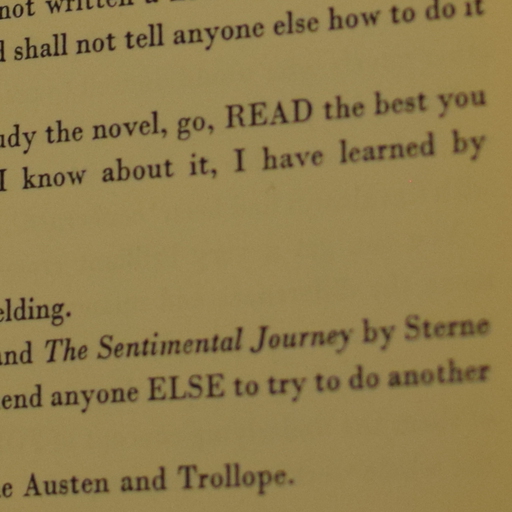 not written a
shall not tell anyone else how to do it
the novel, go, READ the best you
I know about it, I have learned by
elding.
and The Sentimental Journey by Sterne
end anyone ELSE to try to do another
e Austen and Trollope.